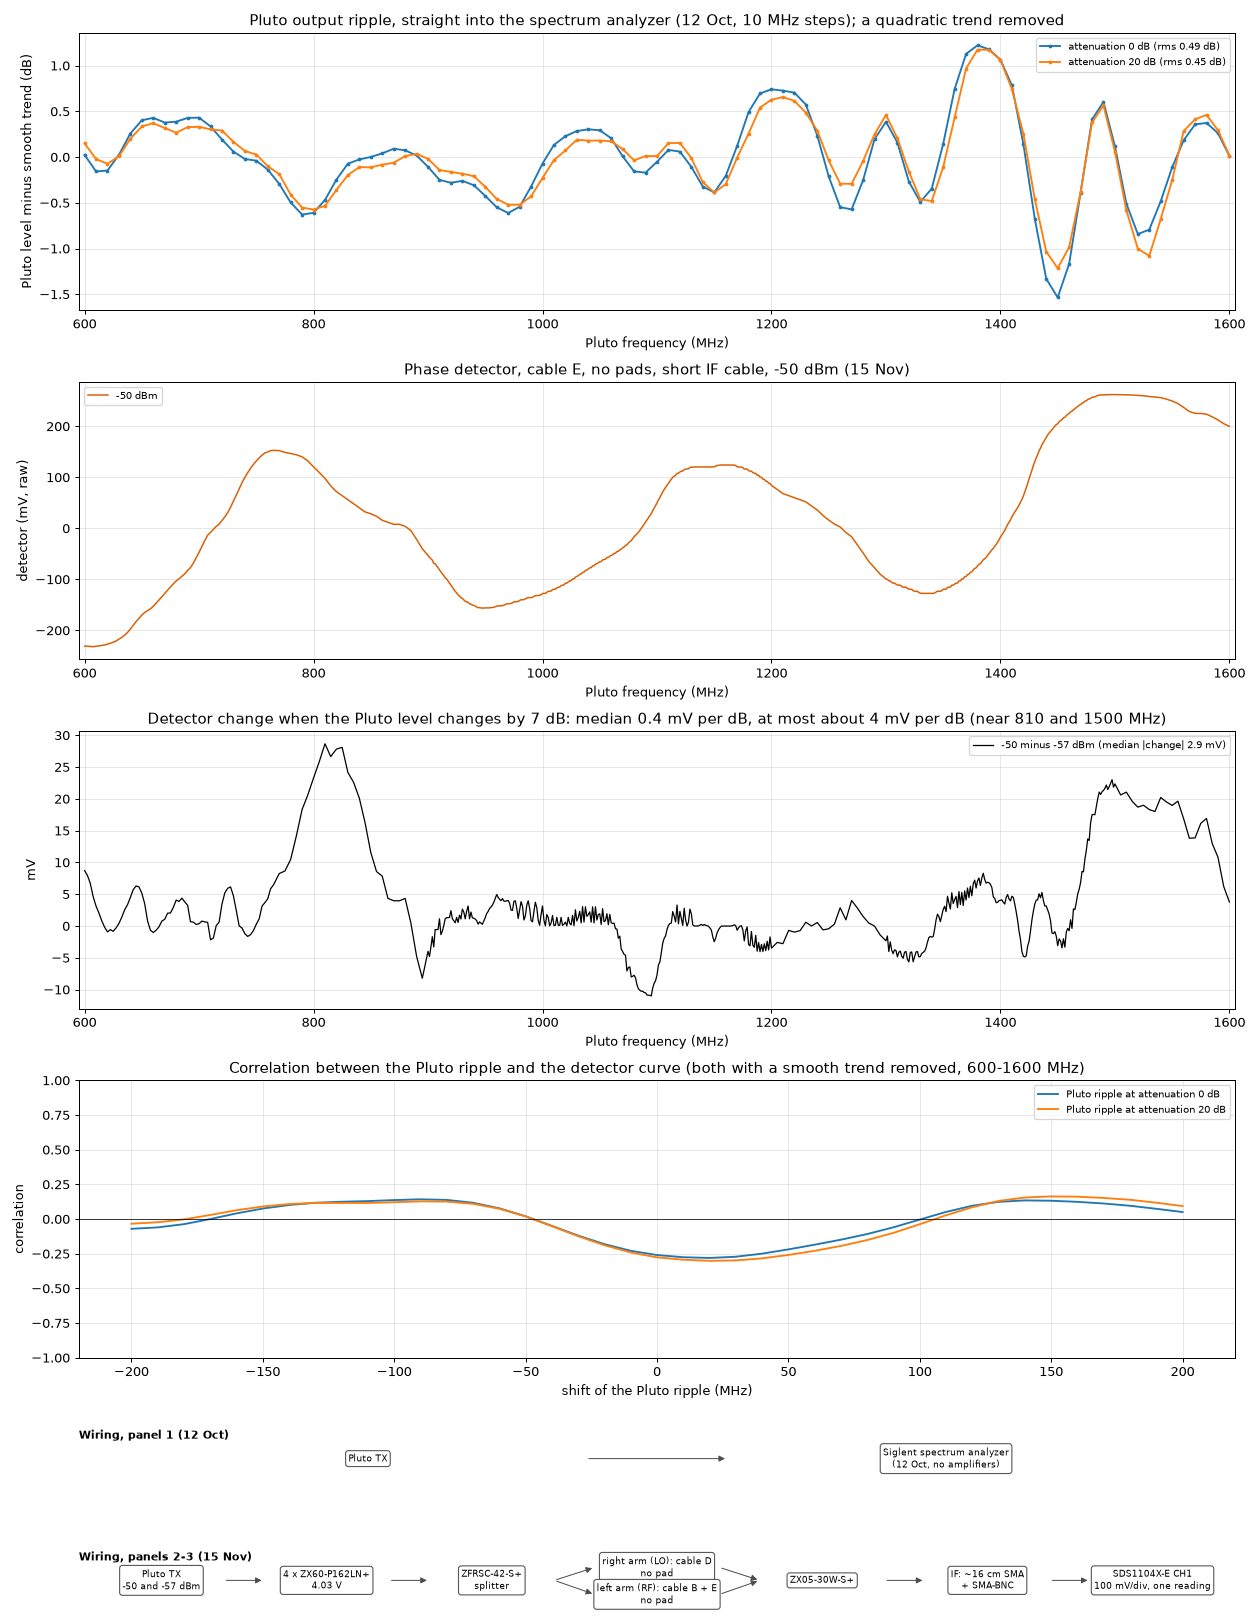 Pluto output ripple, straight into the spectrum analyzer (12 Oct, 10 MHz steps); a quadratic trend removed
attenuation 0 dB (rms 0.49 dB)
attenuation 20 dB (rms 0.45 dB)
Pluto level minus smooth trend (dB)
1.0
0.5
0.0
−0.5
−1.0
−1.5
600 800 1000 1200 1400 1600
Pluto frequency (MHz)
Phase detector, cable E, no pads, short IF cable, -50 dBm (15 Nov)
-50 dBm
detector (mV, raw)
200
100
0
−100
−200
600 800 1000 1200 1400 1600
Pluto frequency (MHz)
Detector change when the Pluto level changes by 7 dB: median 0.4 mV per dB, at most about 4 mV per dB (near 810 and 1500 MHz)
-50 minus -57 dBm (median |change| 2.9 mV)
mV
30
25
20
15
10
5
0
−5
−10
600 800 1000 1200 1400 1600
Pluto frequency (MHz)
Correlation between the Pluto ripple and the detector curve (both with a smooth trend removed, 600-1600 MHz)
Pluto ripple at attenuation 0 dB
Pluto ripple at attenuation 20 dB
correlation
1.00
0.75
0.50
0.25
0.00
−0.25
−0.50
−0.75
−1.00
−200 −150 −100 −50 0 50 100 150 200
shift of the Pluto ripple (MHz)
Wiring, panel 1 (12 Oct)
Pluto TX
Siglent spectrum analyzer
(12 Oct, no amplifiers)
Wiring, panels 2-3 (15 Nov)
Pluto TX
-50 and -57 dBm
4 x ZX60-P162LN+
4.03 V
ZFRSC-42-S+
splitter
right arm (LO): cable D
no pad
left arm (RF): cable B + E
no pad
ZX05-30W-S+
IF: ~16 cm SMA
+ SMA-BNC
SDS1104X-E CH1
100 mV/div, one reading